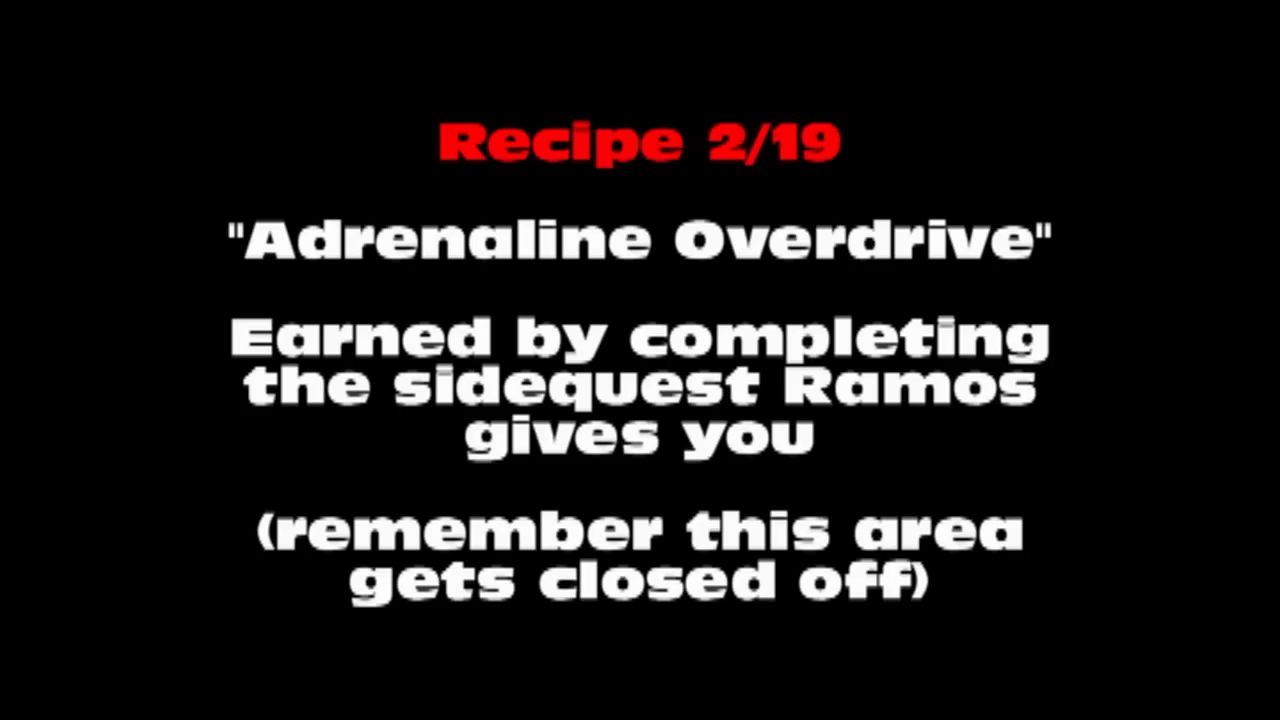 Recipe 2/19
"Adrenaline Overdrive"
Earned by completing
the sidequest Ramos
gives you
(remember this area
gets closed off)